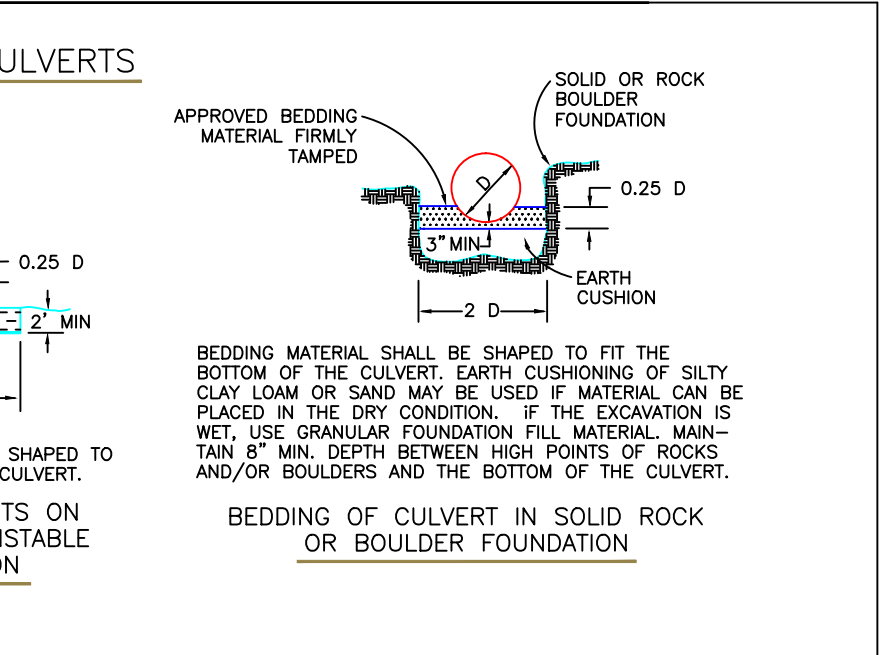 ULVERTS
SOLID OR ROCK
BOULDER
FOUNDATION
APPROVED BEDDING
MATERIAL FIRMLY
TAMPED
D
0.25 D
3" MIN
EARTH
CUSHION
2 D
0.25 D
2' MIN
BEDDING MATERIAL SHALL BE SHAPED TO FIT THE
BOTTOM OF THE CULVERT. EARTH CUSHIONING OF SILTY
CLAY LOAM OR SAND MAY BE USED IF MATERIAL CAN BE
PLACED IN THE DRY CONDITION. iF THE EXCAVATION IS
WET, USE GRANULAR FOUNDATION FILL MATERIAL. MAIN-
TAIN 8" MIN. DEPTH BETWEEN HIGH POINTS OF ROCKS
AND/OR BOULDERS AND THE BOTTOM OF THE CULVERT.
SHAPED TO
CULVERT.
TS ON
NSTABLE
ON
BEDDING OF CULVERT IN SOLID ROCK
OR BOULDER FOUNDATION